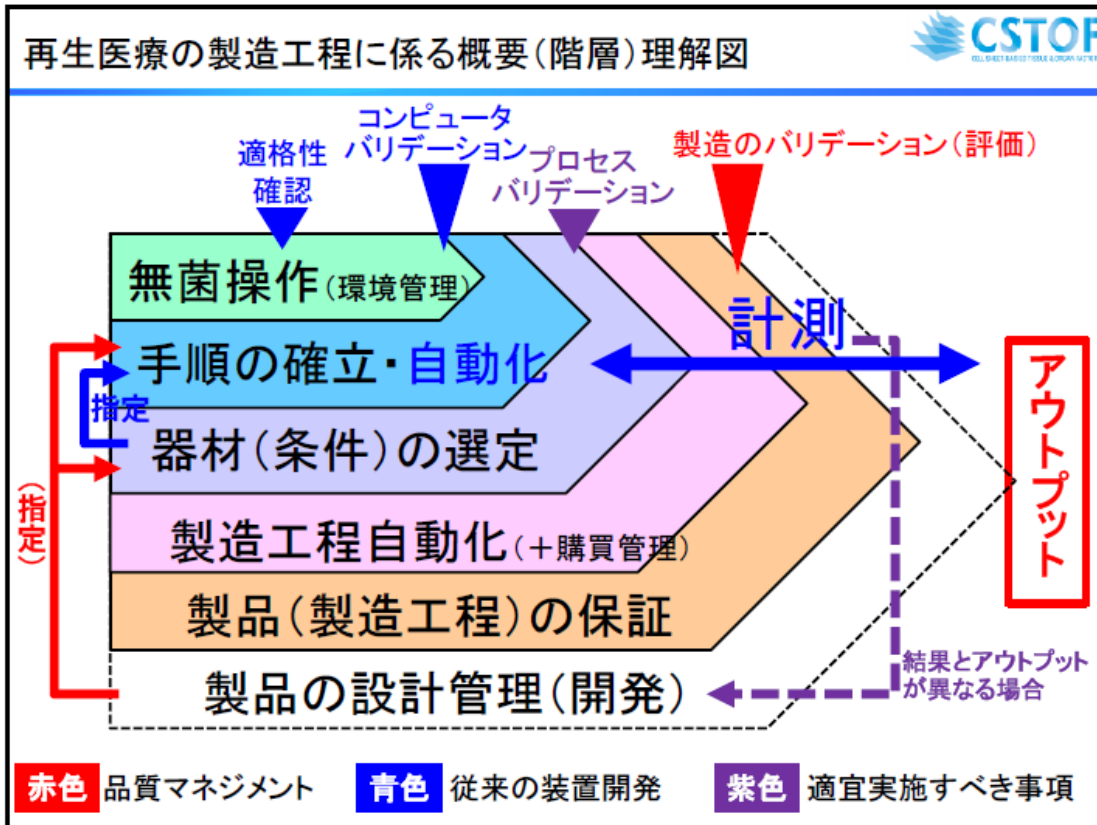 再生医療の製造工程に係る概要(階層)理解図
CSTOF
CELL SHEET-BASED TISSUE & ORGAN FACTORY
適格性
確認
コンピュータ
バリデーション
プロセス
バリデーション
製造のバリデーション(評価)
無菌操作(環境管理)
手順の確立・自動化
器材(条件)の選定
製造工程自動化(+購買管理)
製品(製造工程)の保証
製品の設計管理(開発)
計測
指定
(指定)
アウトプット
結果とアウトプット
が異なる場合
赤色 品質マネジメント
青色 従来の装置開発
紫色 適宜実施すべき事項